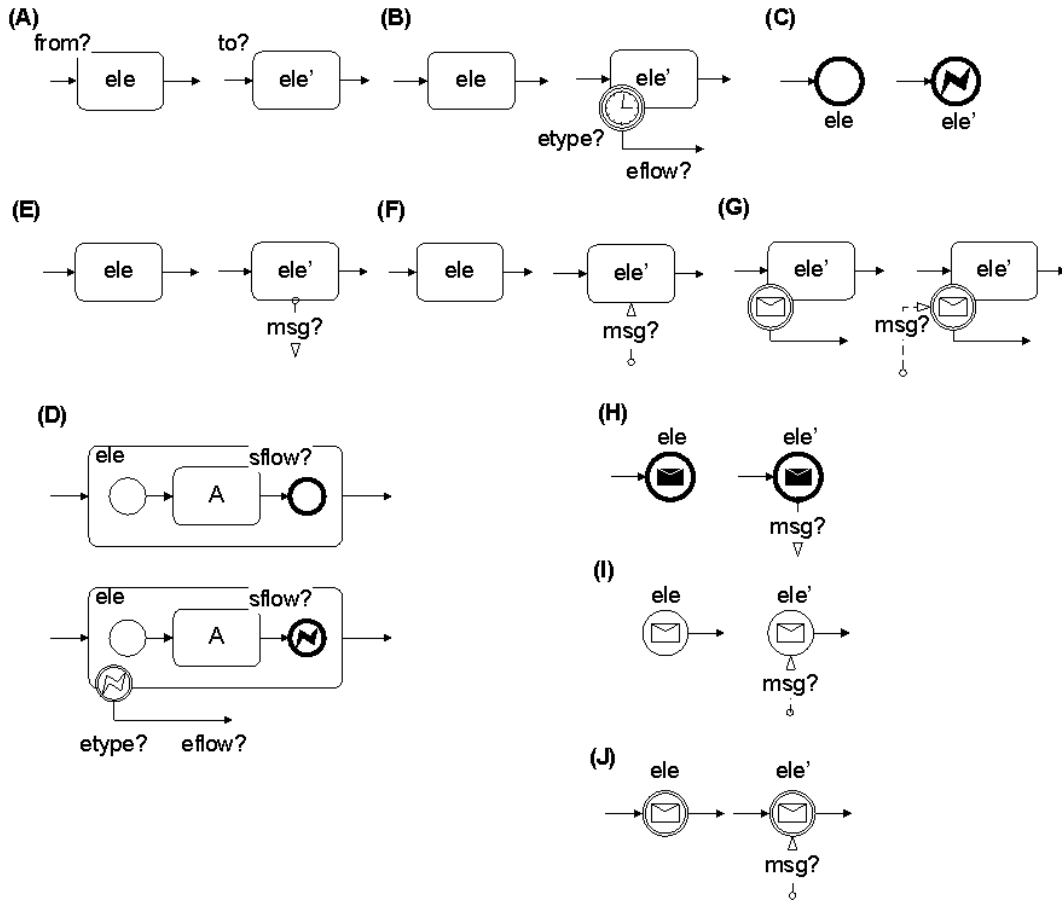 (A)
from?
ele
to?
ele’
(B)
ele
ele’
etype?
eflow?
(C)
ele
ele’
(E)
ele
ele’
msg?
(F)
ele
ele’
msg?
(G)
ele’
ele’
msg?
(D)
ele
sflow?
A
ele
sflow?
A
etype?
eflow?
(H)
ele
ele’
msg?
(I)
ele
ele’
msg?
(J)
ele
ele’
msg?